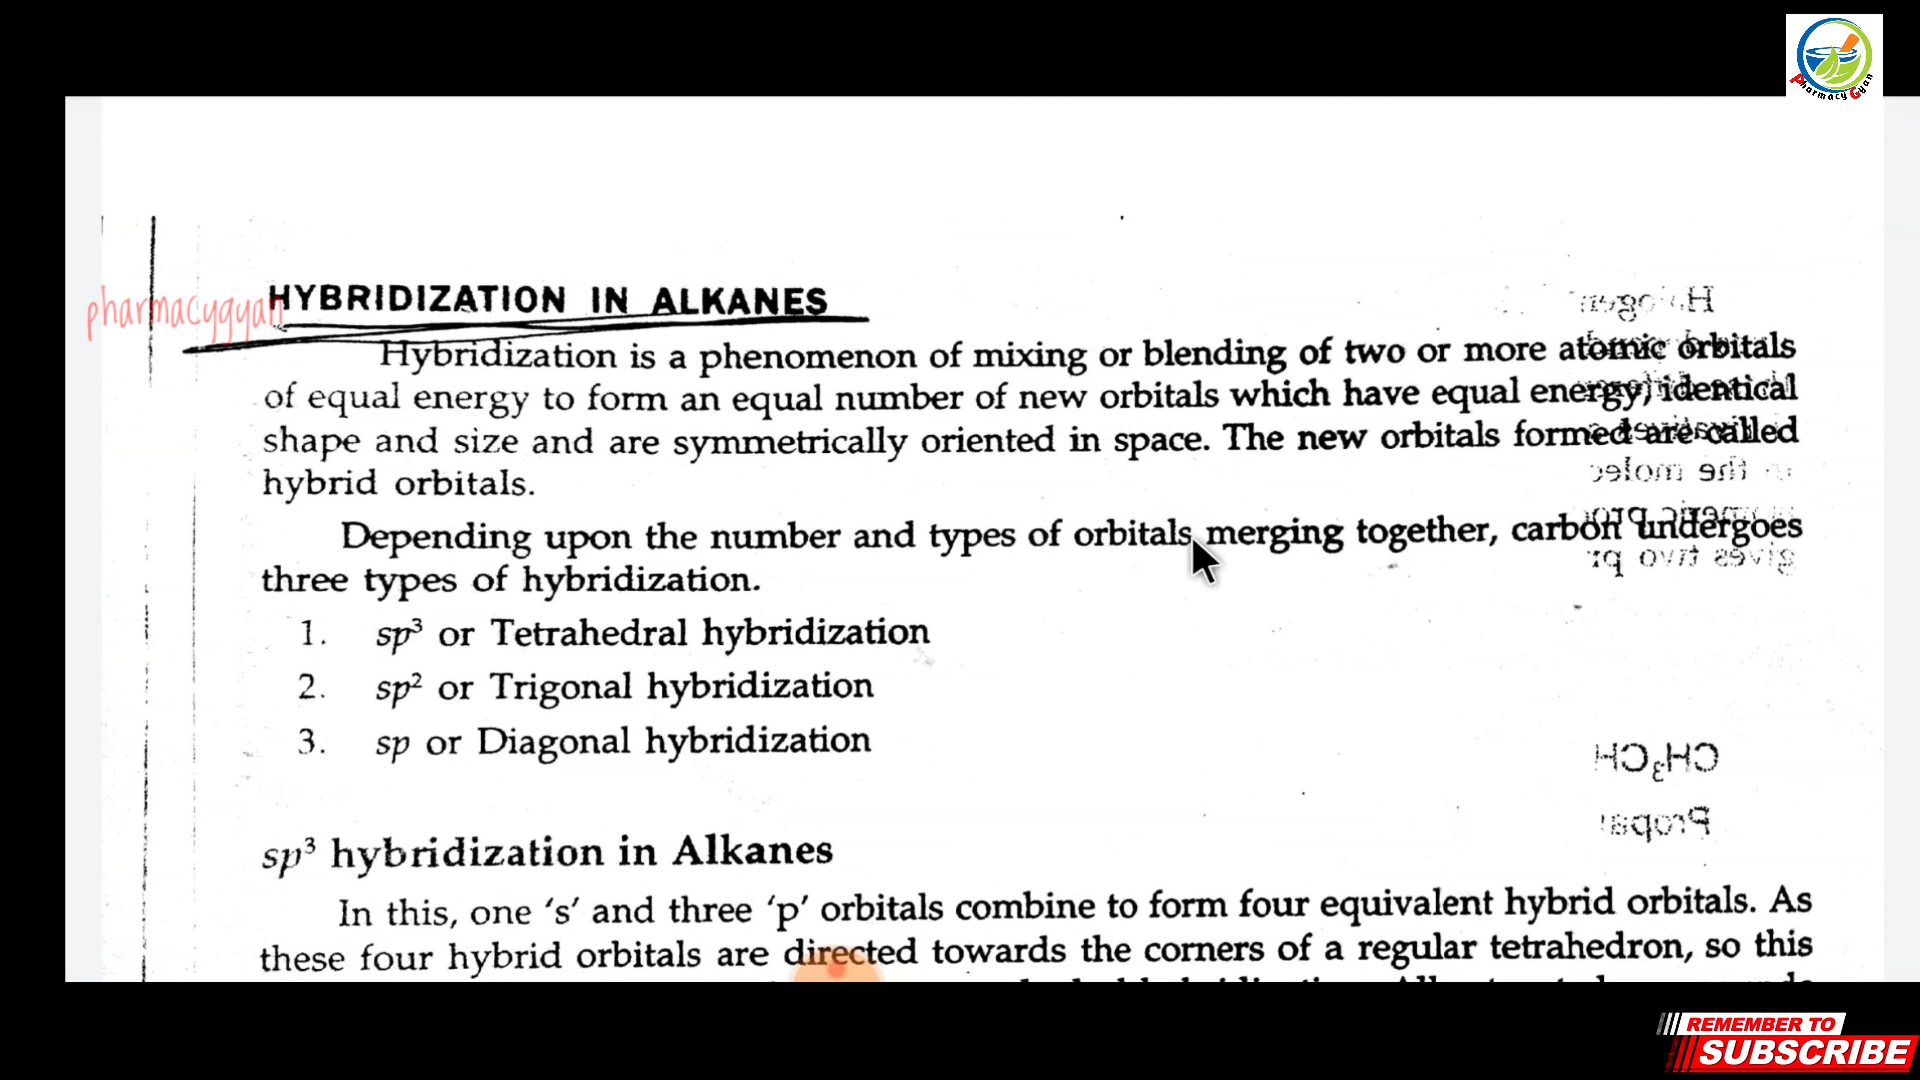 Pharmacy Gyan
pharmacygyan
HYBRIDIZATION IN ALKANES
Hybridization is a phenomenon of mixing or blending of two or more atomic orbitals
of equal energy to form an equal number of new orbitals which have equal energy, identical
shape and size and are symmetrically oriented in space. The new orbitals formed are called
hybrid orbitals.
Depending upon the number and types of orbitals merging together, carbon undergoes
three types of hybridization.
1. sp³ or Tetrahedral hybridization
2. sp² or Trigonal hybridization
3. sp or Diagonal hybridization
sp³ hybridization in Alkanes
In this, one ‘s’ and three ‘p’ orbitals combine to form four equivalent hybrid orbitals. As
these four hybrid orbitals are directed towards the corners of a regular tetrahedron, so this
REMEMBER TO
SUBSCRIBE